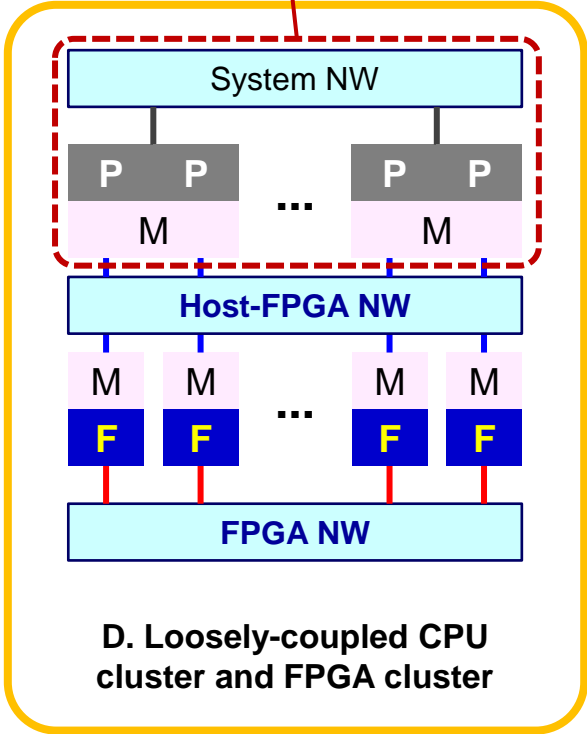 System NW
P P P P
...
M M
Host-FPGA NW
M M M M
...
F F F F
FPGA NW
D. Loosely-coupled CPU
cluster and FPGA cluster